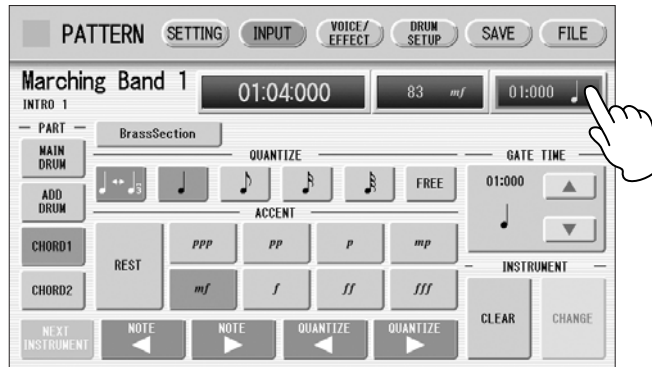 PATTERN SETTING INPUT VOICE/EFFECT DRUM SETUP SAVE FILE
Marching Band 1
INTRO 1
01:04:000
83 mf
01:000
PART
BrassSection
MAIN DRUM
ADD DRUM
CHORD1
CHORD2
QUANTIZE
3
FREE
ACCENT
REST
ppp pp p mp
mf f ff fff
GATE TIME
01:000
INSTRUMENT
CLEAR CHANGE
NEXT INSTRUMENT
NOTE NOTE QUANTIZE QUANTIZE